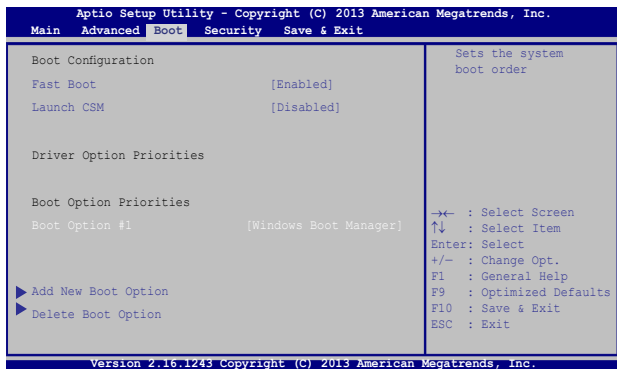 Aptio Setup Utility - Copyright (C) 2013 American Megatrends, Inc.
Main Advanced Boot Security Save & Exit
Boot Configuration
Fast Boot [Enabled]
Launch CSM [Disabled]
Driver Option Priorities
Boot Option Priorities
Boot Option #1 [Windows Boot Manager]
Add New Boot Option
Delete Boot Option
Sets the system
boot order
→← : Select Screen
↑↓ : Select Item
Enter: Select
+/− : Change Opt.
F1 : General Help
F9 : Optimized Defaults
F10 : Save & Exit
ESC : Exit
Version 2.16.1243 Copyright (C) 2013 American Megatrends, Inc.